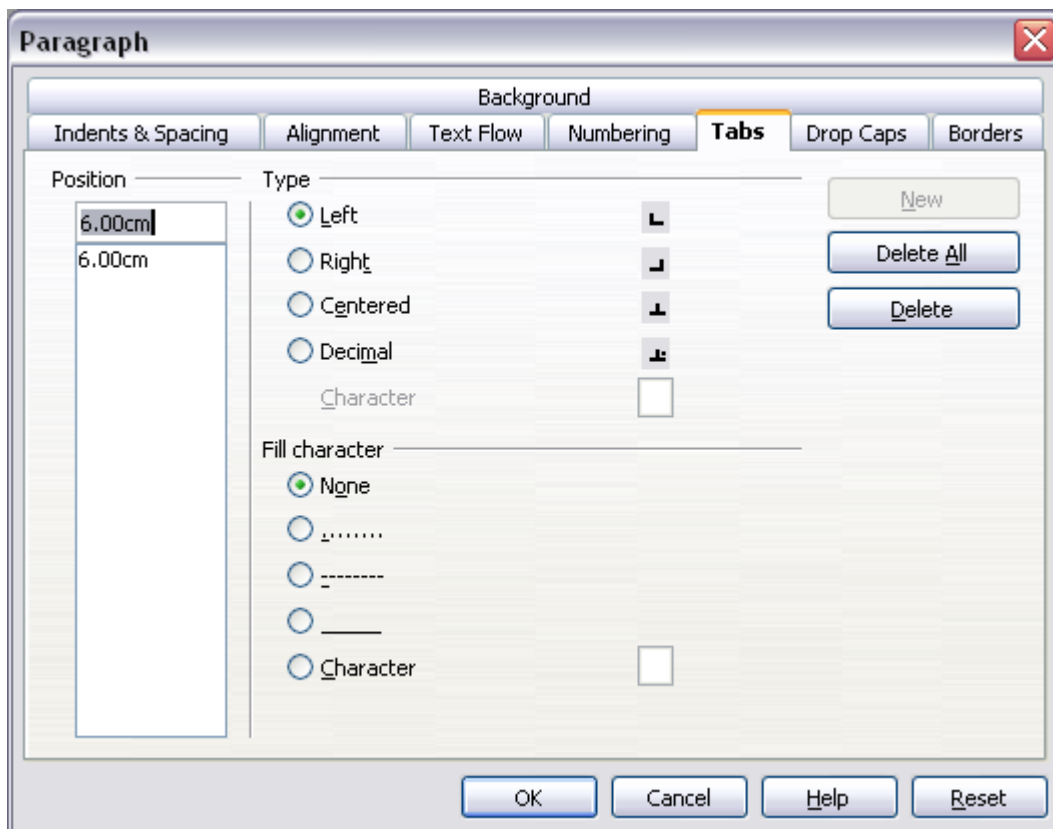 Paragraph
Background
Indents & Spacing Alignment Text Flow Numbering Tabs Drop Caps Borders
Position Type
6.00cm Left New
6.00cm Right Delete All
Centered Delete
Decimal
Character
Fill character
None
........
--------
_____
Character
OK Cancel Help Reset